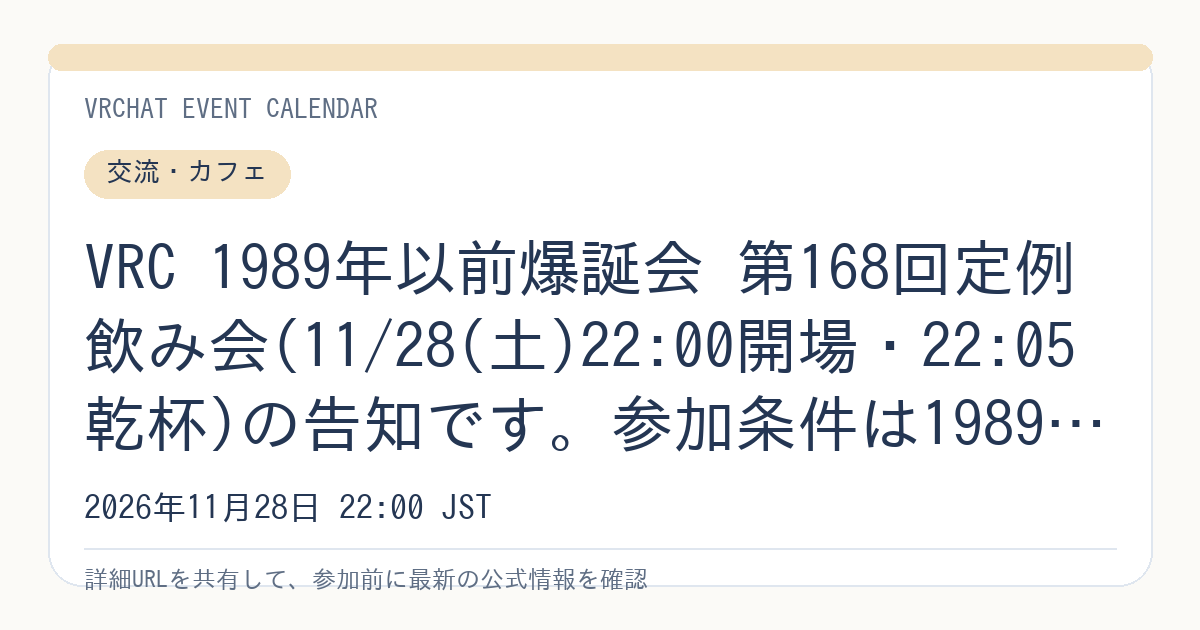 VRCHAT EVENT CALENDAR
交流・カフェ
VRC 1989年以前爆誕会 第168回定例
飲み会(11/28(土)22:00開場・22:05
乾杯)の告知です。参加条件は1989…
2026年11月28日 22:00 JST
詳細URLを共有して、参加前に最新の公式情報を確認